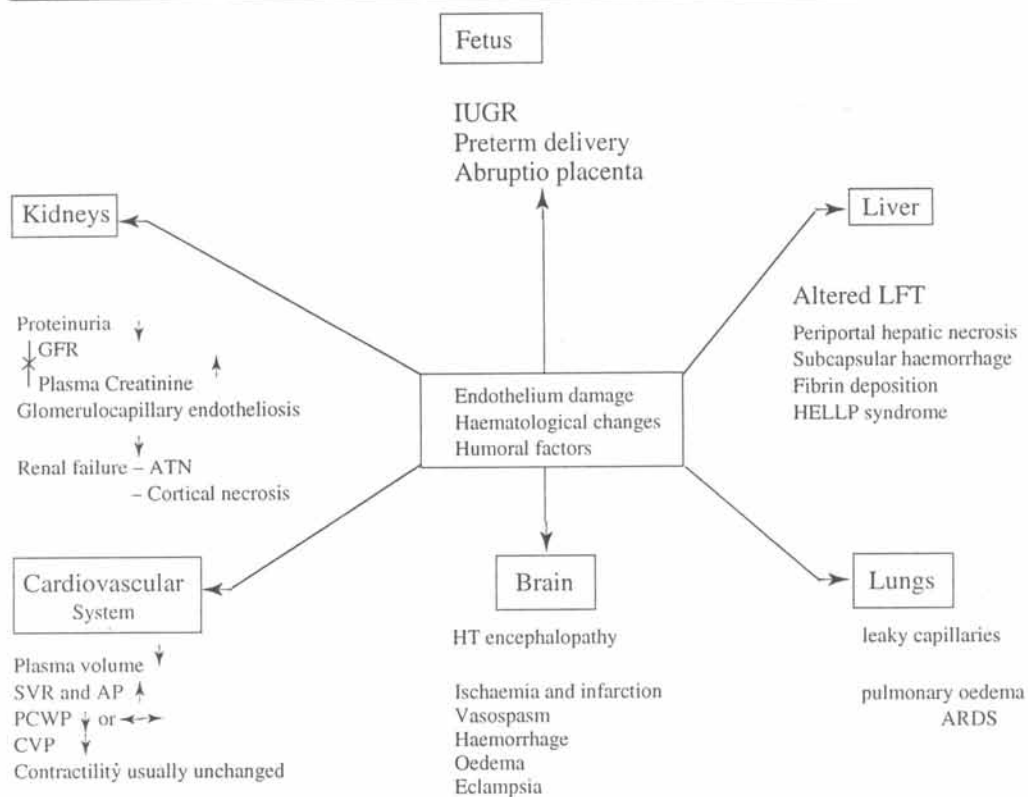 Fetus
IUGR
Preterm delivery
Abruptio placenta
Kidneys
Proteinuria
GFR
Plasma Creatinine
Glomerulocapillary endotheliosis
Renal failure – ATN
– Cortical necrosis
Liver
Altered LFT
Periportal hepatic necrosis
Subcapsular haemorrhage
Fibrin deposition
HELLP syndrome
Endothelium damage
Haematological changes
Humoral factors
Cardiovascular
System
Plasma volume
SVR and AP
PCWP or
CVP
Contractility usually unchanged
Brain
HT encephalopathy
Ischaemia and infarction
Vasospasm
Haemorrhage
Oedema
Eclampsia
Lungs
leaky capillaries
pulmonary oedema
ARDS